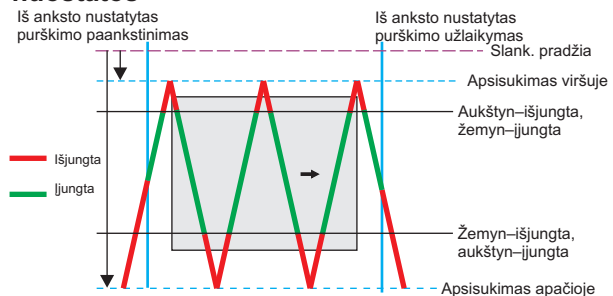 nuostatos
Iš anksto nustatytas
purškimo paankstinimas
Iš anksto nustatytas
purškimo užlaikymas
Slank. pradžia
Apsisukimas viršuje
Aukštyn–išjungta,
žemyn–įjungta
Išjungta
Įjungta
Žemyn–išjungta,
aukštyn–įjungta
Apsisukimas apačioje